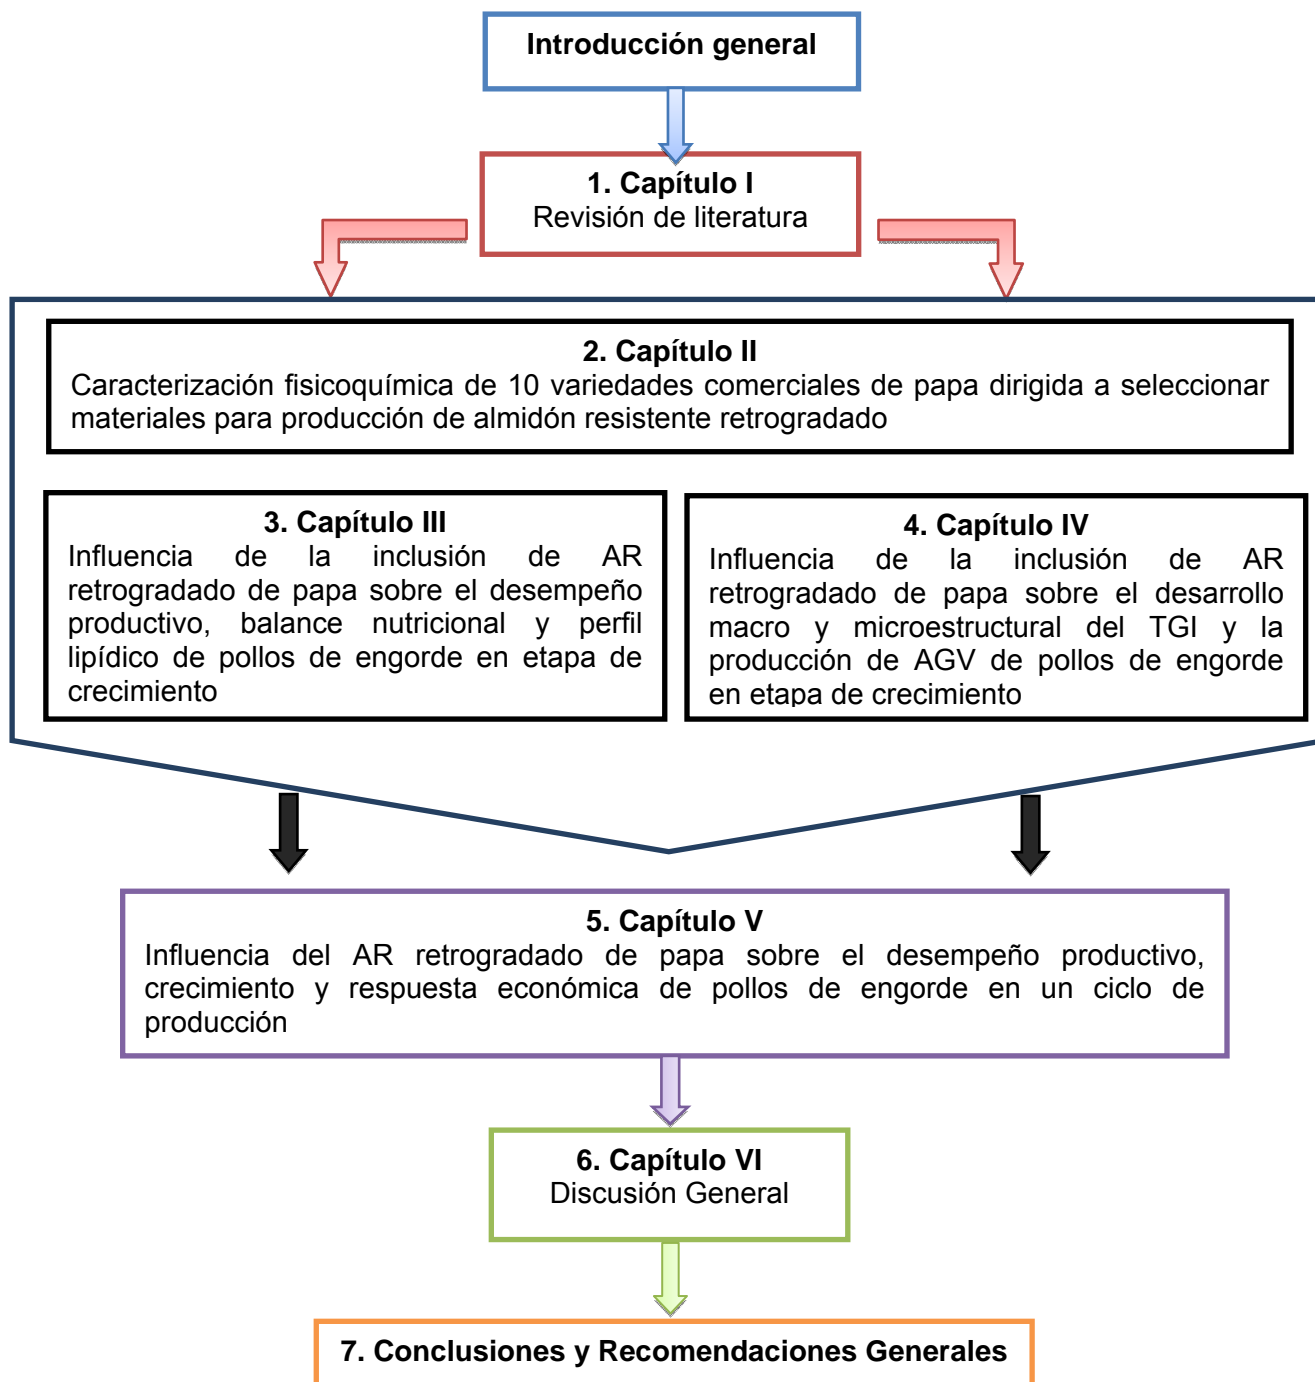 Introducción general
1. Capítulo I
Revisión de literatura
2. Capítulo II
Caracterización fisicoquímica de 10 variedades comerciales de papa dirigida a seleccionar
materiales para producción de almidón resistente retrogradado
3. Capítulo III
Influencia de la inclusión de AR
retrogradado de papa sobre el desempeño
productivo, balance nutricional y perfil
lipídico de pollos de engorde en etapa de
crecimiento
4. Capítulo IV
Influencia de la inclusión de AR
retrogradado de papa sobre el desarrollo
macro y microestructural del TGI y la
producción de AGV de pollos de engorde
en etapa de crecimiento
5. Capítulo V
Influencia del AR retrogradado de papa sobre el desempeño productivo,
crecimiento y respuesta económica de pollos de engorde en un ciclo de
producción
6. Capítulo VI
Discusión General
7. Conclusiones y Recomendaciones Generales